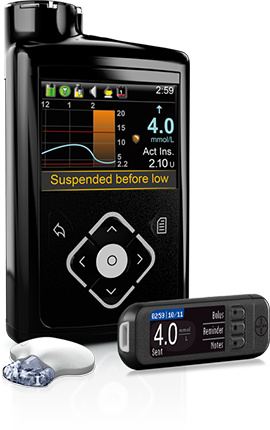 2:59
12 1 2
20
15
10
5
2.2
4.0
mmol/L
Act Ins.
2.10 U
Suspended before low
02:59 | 10/11
4.0 mmol
L
Sent
Bolus
Reminder
Notes